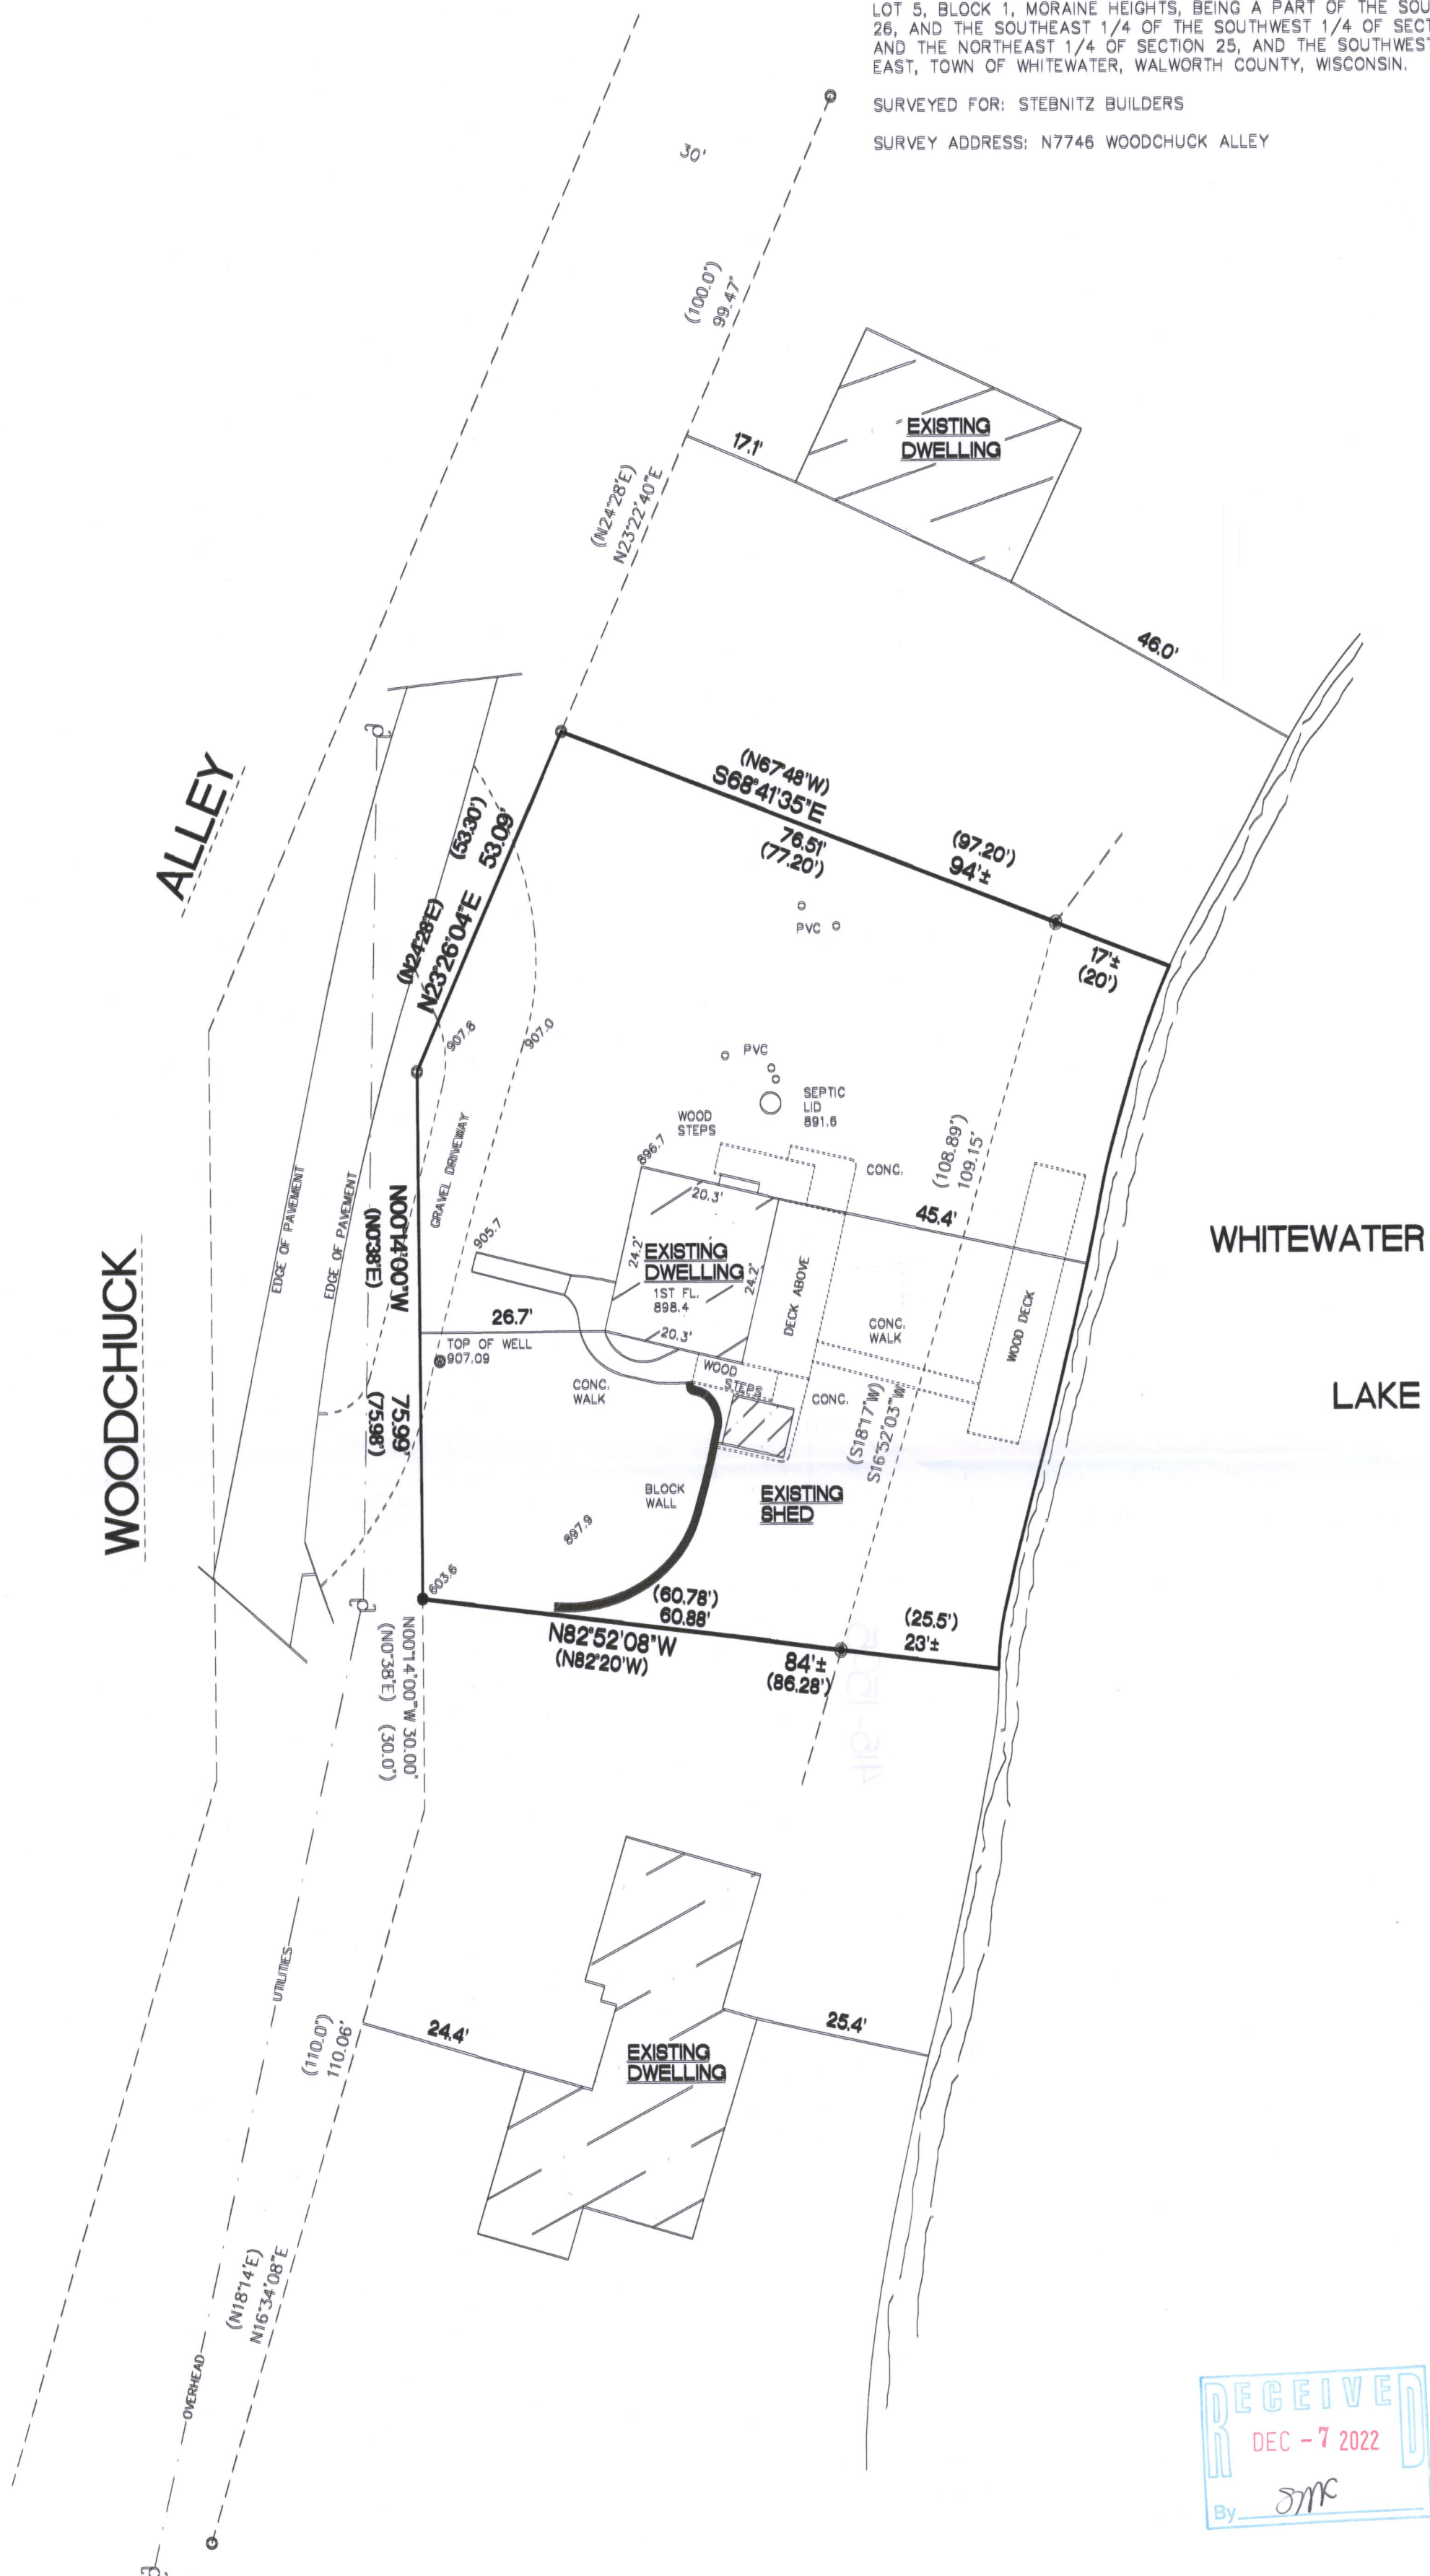 LOT 5, BLOCK 1, MORAINE HEIGHTS, BEING A PART OF THE SOU
26, AND THE SOUTHEAST 1/4 OF THE SOUTHWEST 1/4 OF SECT
AND THE NORTHEAST 1/4 OF SECTION 25, AND THE SOUTHWEST
EAST, TOWN OF WHITEWATER, WALWORTH COUNTY, WISCONSIN.
SURVEYED FOR: STEBNITZ BUILDERS
SURVEY ADDRESS: N7746 WOODCHUCK ALLEY
30'
(100.0')
99.47'
EXISTING
DWELLING
17.1'
(N24°28'E)
N23°22'40"E
46.0'
ALLEY
(N67°48'W)
S68°41'35"E
76.51'
(77.20')
(97.20')
94'±
(53.30')
53.09'
(N24°28'E)
N23°26'04"E
PVC
17'±
(20')
907.8
907.0
PVC
SEPTIC
LID
891.6
WOOD
STEPS
896.7
CONC.
(108.89')
109.15'
GRAVEL DRIVEWAY
EDGE OF PAVEMENT
EDGE OF PAVEMENT
N00°14'00"W
(N0°38'E)
20.3'
45.4'
905.7
24.2'
EXISTING
DWELLING
1ST FL.
898.4
24.2'
20.3'
DECK ABOVE
WOOD DECK
WHITEWATER
WOODCHUCK
26.7'
TOP OF WELL
907.09
CONC.
WALK
CONC.
WALK
WOOD
STEPS
CONC.
LAKE
75.99'
(75.98')
(S18°17'W)
S16°52'03"W
BLOCK
WALL
EXISTING
SHED
897.9
603.6
(60.78')
60.88'
(25.5')
23'±
N82°52'08"W
(N82°20'W)
84'±
(86.28')
N00°14'00"W 30.00'
(N0°38'E) (30.0')
UTILITIES
(110.0')
110.06'
24.4'
25.4'
EXISTING
DWELLING
(N18°14'E)
N16°34'08"E
OVERHEAD
RECEIVED
DEC - 7 2022
By SMC